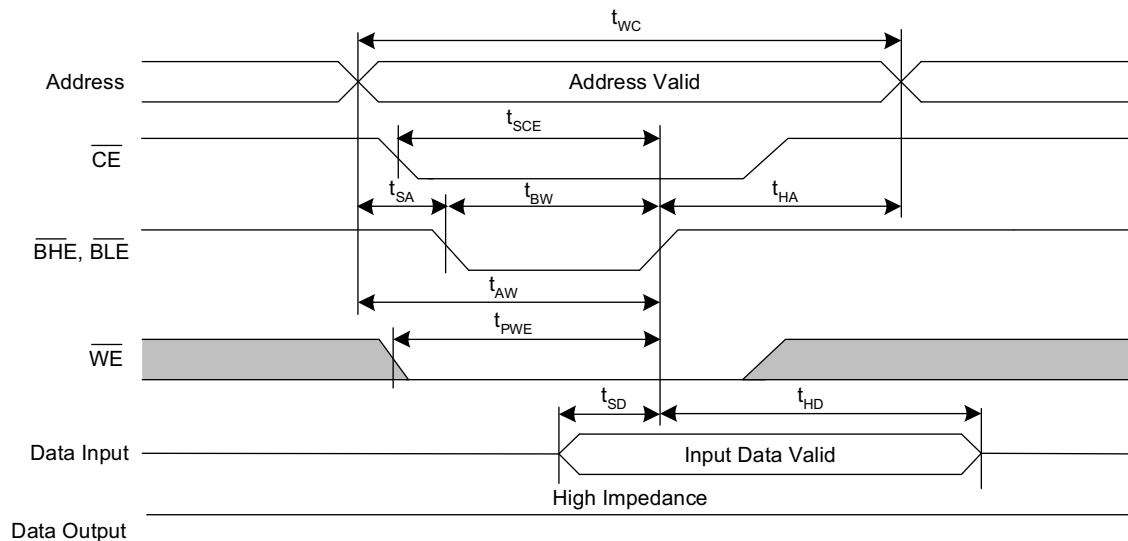 tWC
Address
Address Valid
tSCE
CE
tSA
tBW
tHA
BHE, BLE
tAW
tPWE
WE
tSD
tHD
Data Input
Input Data Valid
High Impedance
Data Output